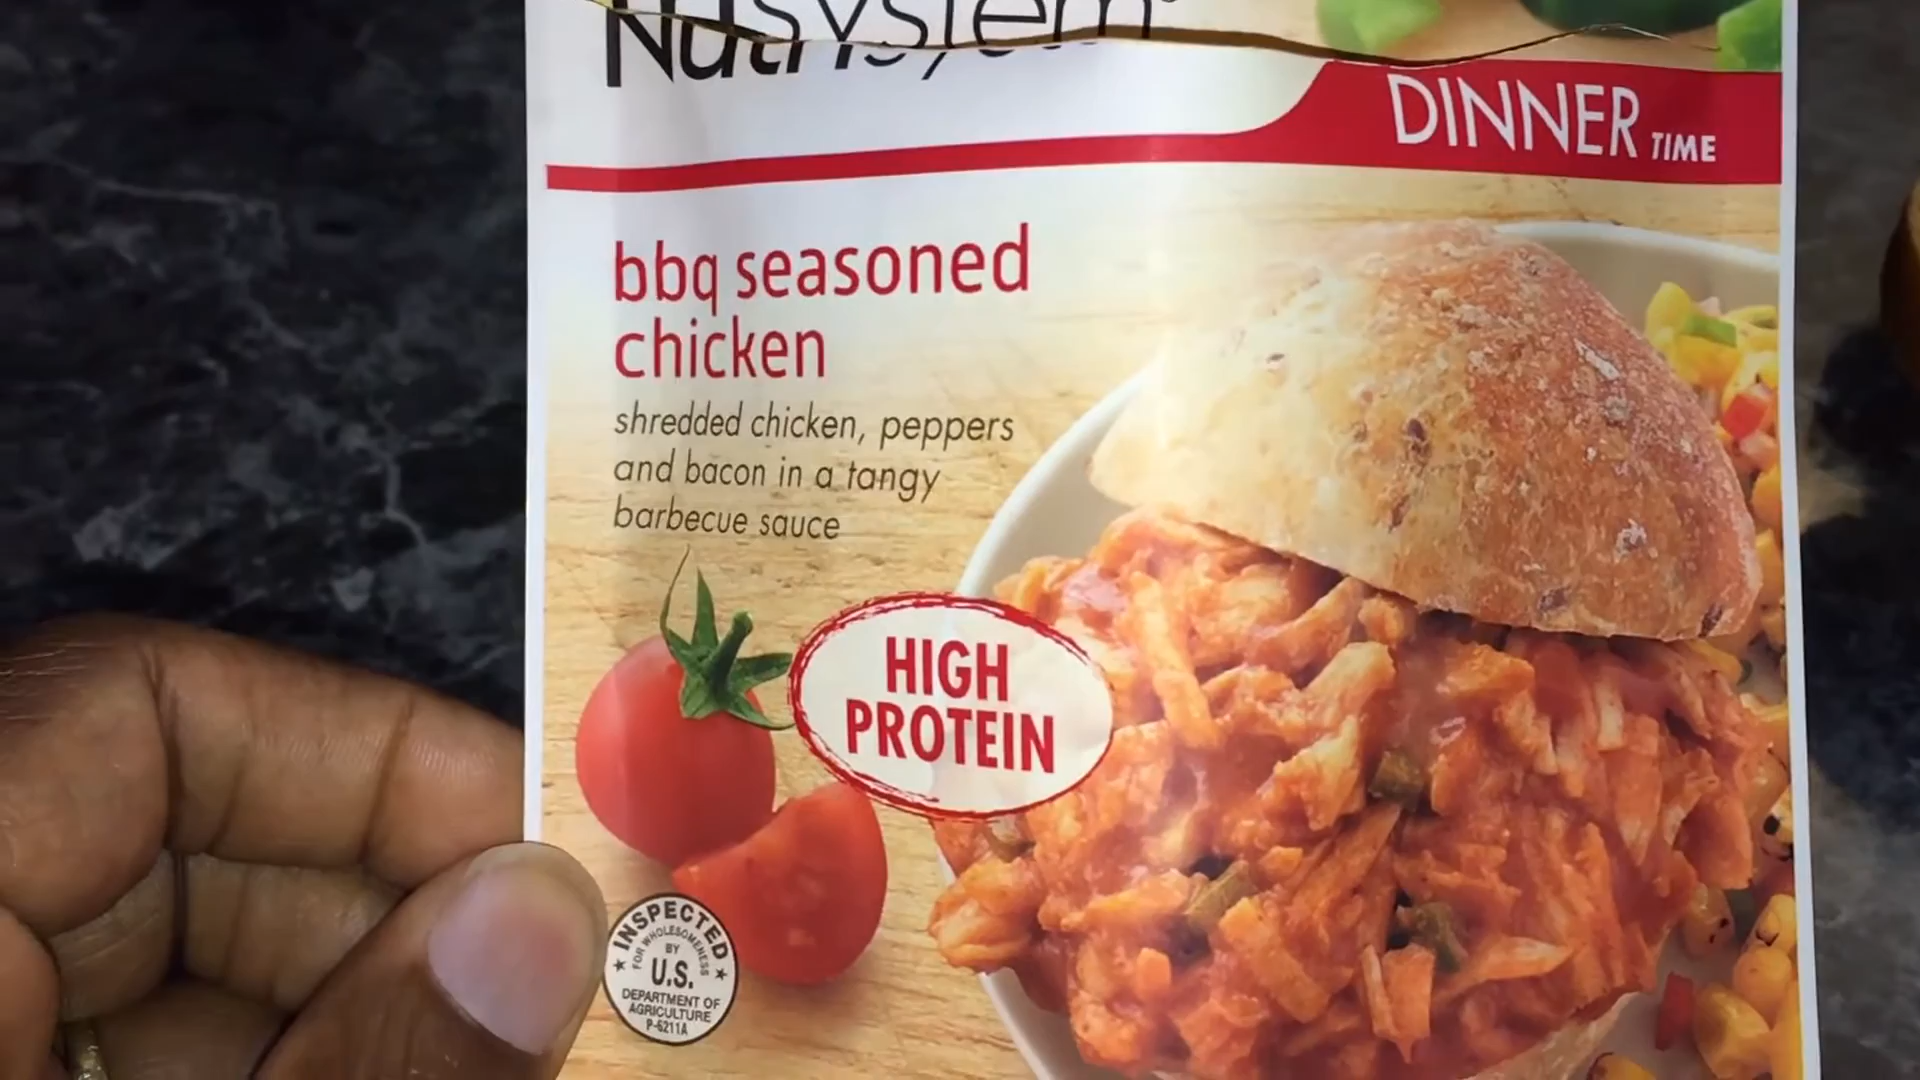 Nutrisystem®
DINNER TIME
bbq seasoned
chicken
shredded chicken, peppers
and bacon in a tangy
barbecue sauce
HIGH
PROTEIN
INSPECTED
FOR WHOLESOMENESS
BY
U.S.
DEPARTMENT OF
AGRICULTURE
P-6211A